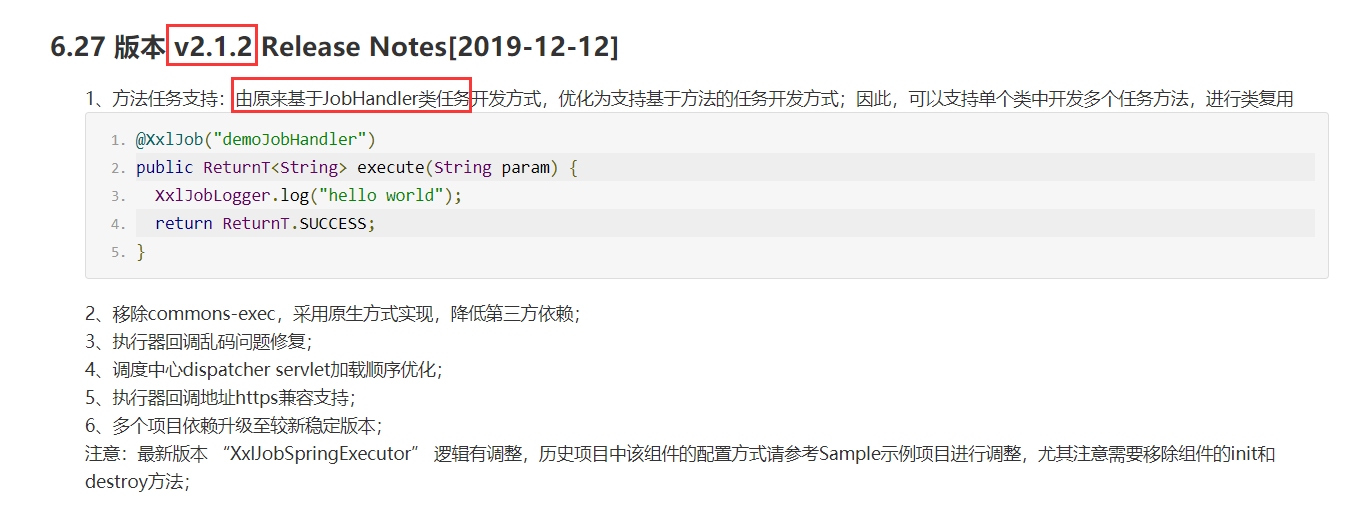 6.27 版本 v2.1.2 Release Notes[2019-12-12]
1、方法任务支持：由原来基于JobHandler类任务开发方式，优化为支持基于方法的任务开发方式；因此，可以支持单个类中开发多个任务方法，进行类复用
1. @XxlJob("demoJobHandler")
2. public ReturnT<String> execute(String param) {
3.   XxlJobLogger.log("hello world");
4.   return ReturnT.SUCCESS;
5. }
2、移除commons-exec，采用原生方式实现，降低第三方依赖；
3、执行器回调乱码问题修复；
4、调度中心dispatcher servlet加载顺序优化；
5、执行器回调地址https兼容支持；
6、多个项目依赖升级至较新稳定版本；
注意：最新版本 “XxlJobSpringExecutor” 逻辑有调整，历史项目中该组件的配置方式请参考Sample示例项目进行调整，尤其注意需要移除组件的init和
destroy方法；